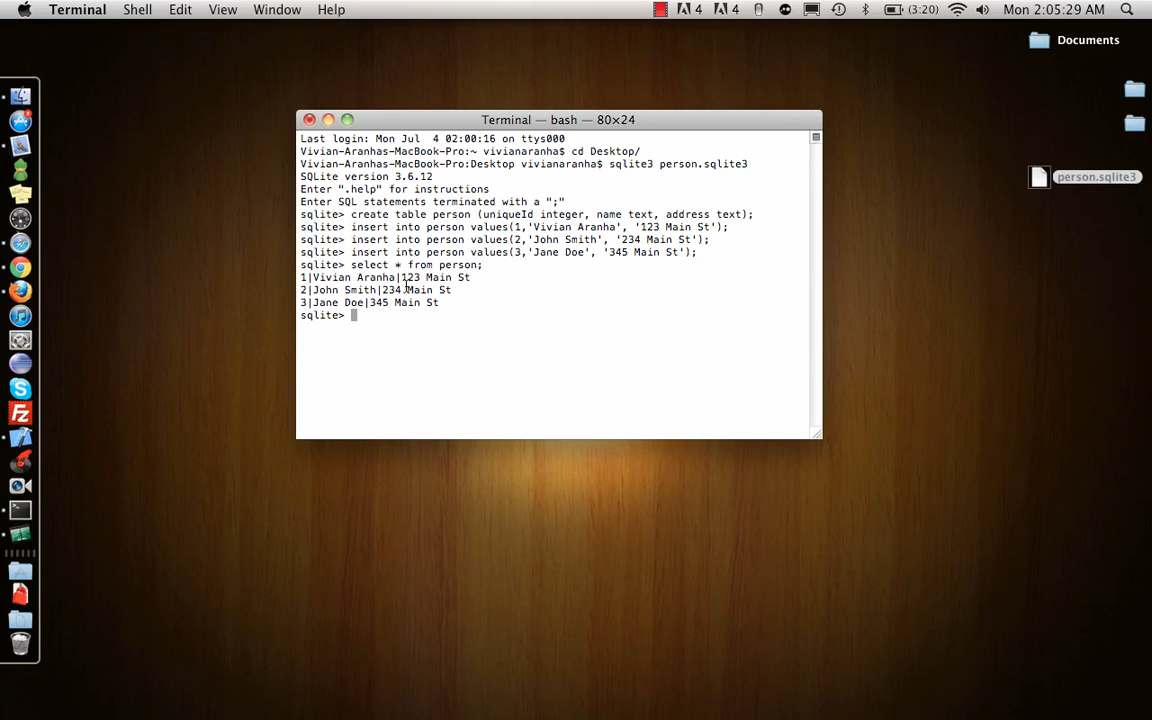 Terminal Shell Edit View Window Help 4 4 (3:20) Mon 2:05:29 AM
Documents
Terminal — bash — 80×24
Last login: Mon Jul  4 02:00:16 on ttys000
Vivian-Aranhas-MacBook-Pro:~ vivianaranha$ cd Desktop/
Vivian-Aranhas-MacBook-Pro:Desktop vivianaranha$ sqlite3 person.sqlite3
SQLite version 3.6.12
Enter ".help" for instructions
Enter SQL statements terminated with a ";"
sqlite> create table person (uniqueId integer, name text, address text);
sqlite> insert into person values(1,'Vivian Aranha', '123 Main St');
sqlite> insert into person values(2,'John Smith', '234 Main St');
sqlite> insert into person values(3,'Jane Doe', '345 Main St');
sqlite> select * from person;
1|Vivian Aranha|123 Main St
2|John Smith|234 Main St
3|Jane Doe|345 Main St
sqlite>
person.sqlite3
Fz